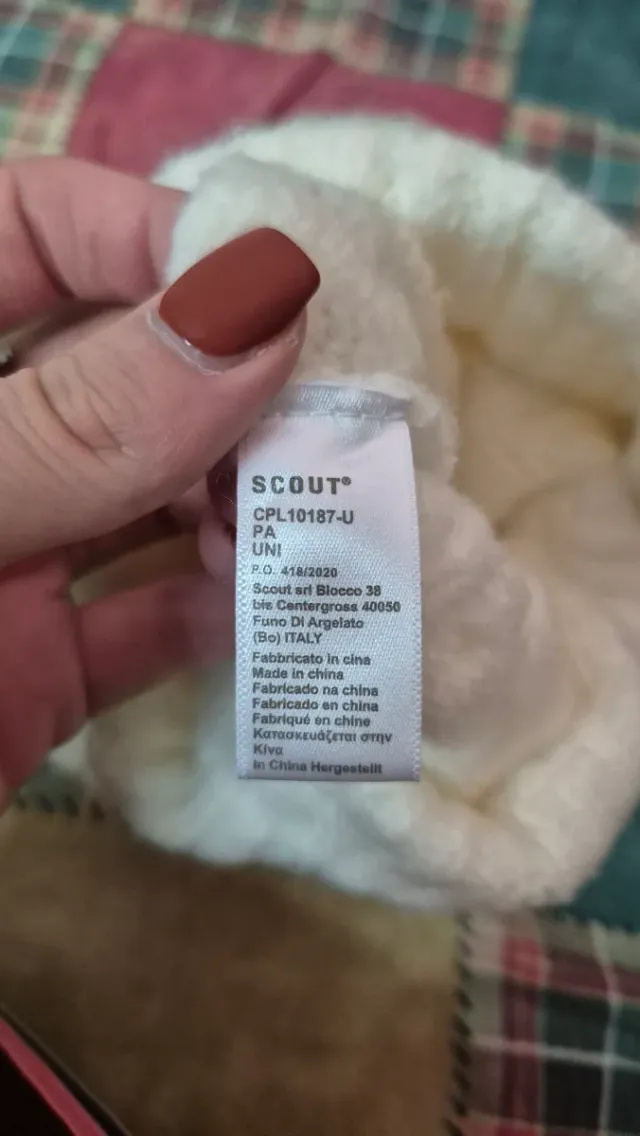 SCOUT®
CPL10187-U
PA
UNI
P.O. 418/2020
Scout srl Blocco 38
bis Centergross 40050
Funo Di Argelato
(Bo) ITALY
Fabbricato in cina
Made in china
Fabricado na china
Fabricado en china
Fabriqué en chine
Κατασκευάζεται στην
Κίνα
In China Hergestellt